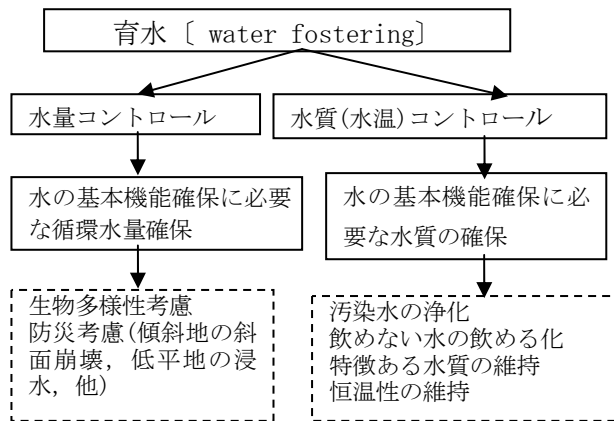 育水〔 water fostering〕
水量コントロール
水質(水温)コントロール
水の基本機能確保に必要
な循環水量確保
水の基本機能確保に必
要な水質の確保
生物多様性考慮
防災考慮(傾斜地の斜
面崩壊，低平地の浸
水，他)
汚染水の浄化
飲めない水の飲める化
特徴ある水質の維持
恒温性の維持